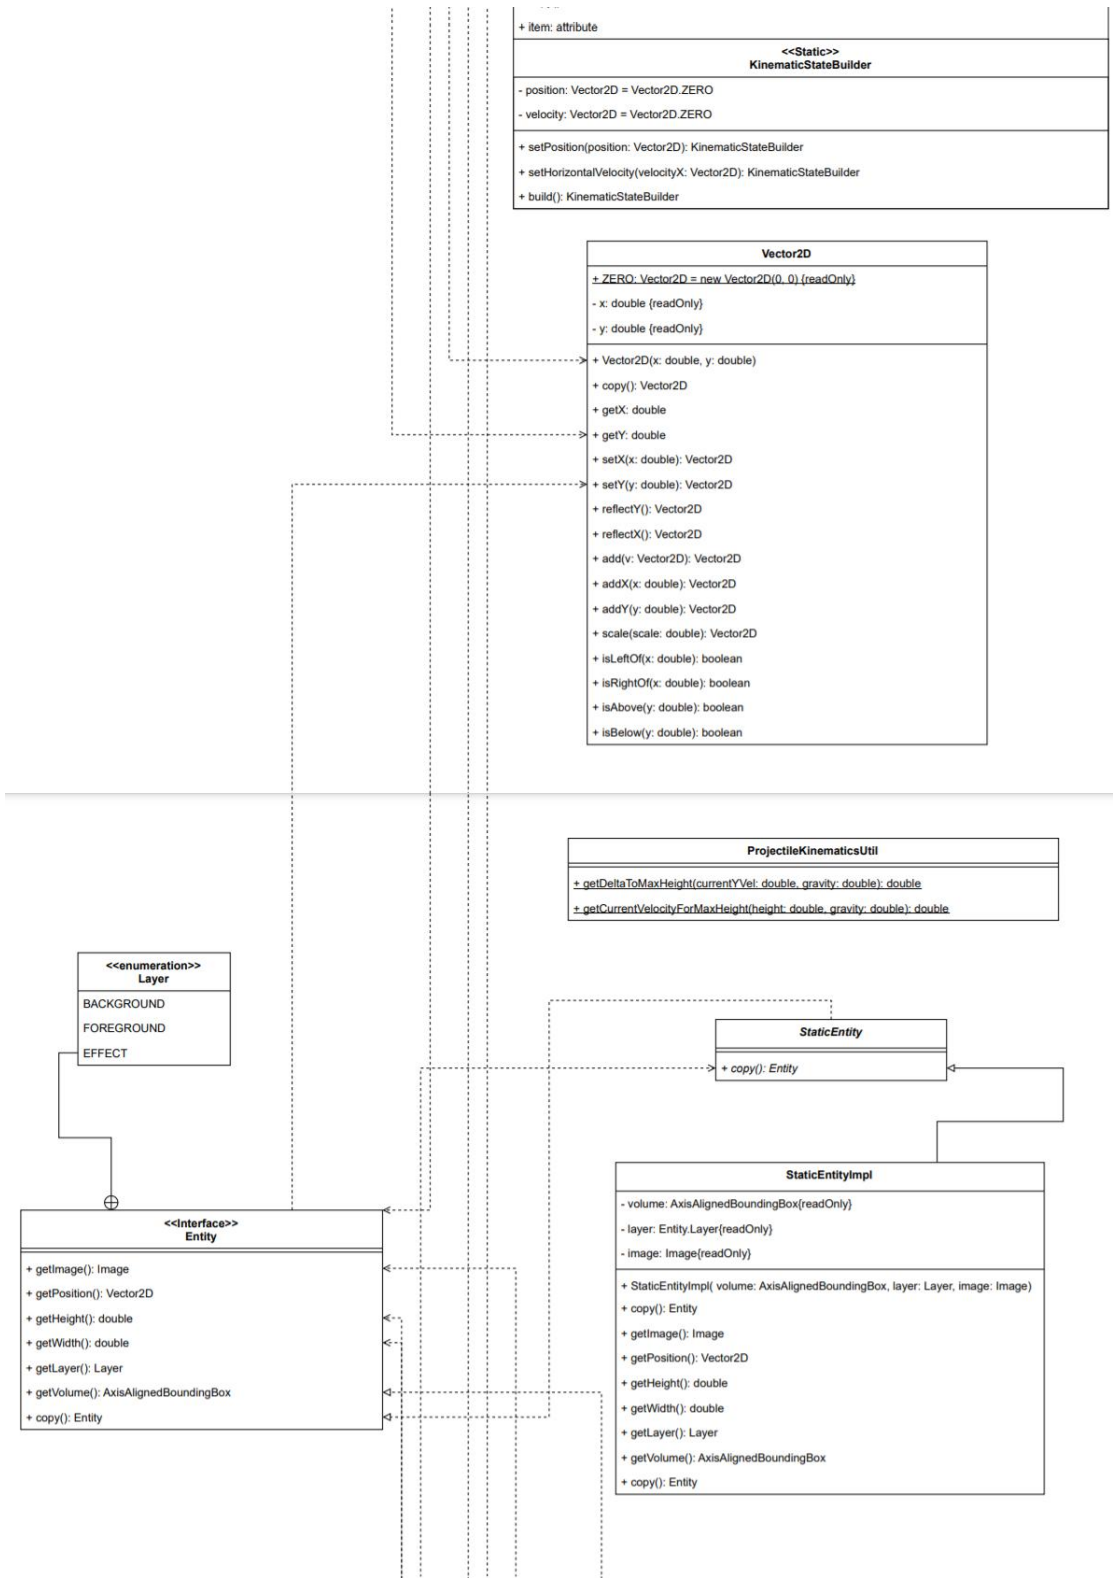 + item: attribute
<<Static>>
KinematicStateBuilder
- position: Vector2D = Vector2D.ZERO
- velocity: Vector2D = Vector2D.ZERO
+ setPosition(position: Vector2D): KinematicStateBuilder
+ setHorizontalVelocity(velocityX: Vector2D): KinematicStateBuilder
+ build(): KinematicStateBuilder
Vector2D
+ ZERO: Vector2D = new Vector2D(0, 0) {readOnly}
- x: double {readOnly}
- y: double {readOnly}
+ Vector2D(x: double, y: double)
+ copy(): Vector2D
+ getX: double
+ getY: double
+ setX(x: double): Vector2D
+ setY(y: double): Vector2D
+ reflectY(): Vector2D
+ reflectX(): Vector2D
+ add(v: Vector2D): Vector2D
+ addX(x: double): Vector2D
+ addY(y: double): Vector2D
+ scale(scale: double): Vector2D
+ isLeftOf(x: double): boolean
+ isRightOf(x: double): boolean
+ isAbove(y: double): boolean
+ isBelow(y: double): boolean
ProjectileKinematicsUtil
+ getDeltaToMaxHeight(currentYVel: double, gravity: double): double
+ getCurrentVelocityForMaxHeight(height: double, gravity: double): double
<<enumeration>>
Layer
BACKGROUND
FOREGROUND
EFFECT
StaticEntity
+ copy(): Entity
StaticEntityImpl
- volume: AxisAlignedBoundingBox{readOnly}
- layer: Entity.Layer{readOnly}
- image: Image{readOnly}
+ StaticEntityImpl( volume: AxisAlignedBoundingBox, layer: Layer, image: Image)
+ copy(): Entity
+ getImage(): Image
+ getPosition(): Vector2D
+ getHeight(): double
+ getWidth(): double
+ getLayer(): Layer
+ getVolume(): AxisAlignedBoundingBox
+ copy(): Entity
<<Interface>>
Entity
+ getImage(): Image
+ getPosition(): Vector2D
+ getHeight(): double
+ getWidth(): double
+ getLayer(): Layer
+ getVolume(): AxisAlignedBoundingBox
+ copy(): Entity